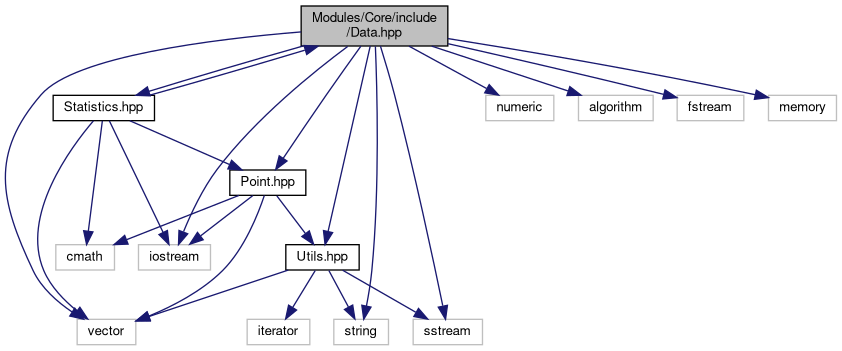 Modules/Core/include
/Data.hpp
Statistics.hpp
numeric
algorithm
fstream
memory
Point.hpp
cmath
iostream
Utils.hpp
vector
iterator
string
sstream